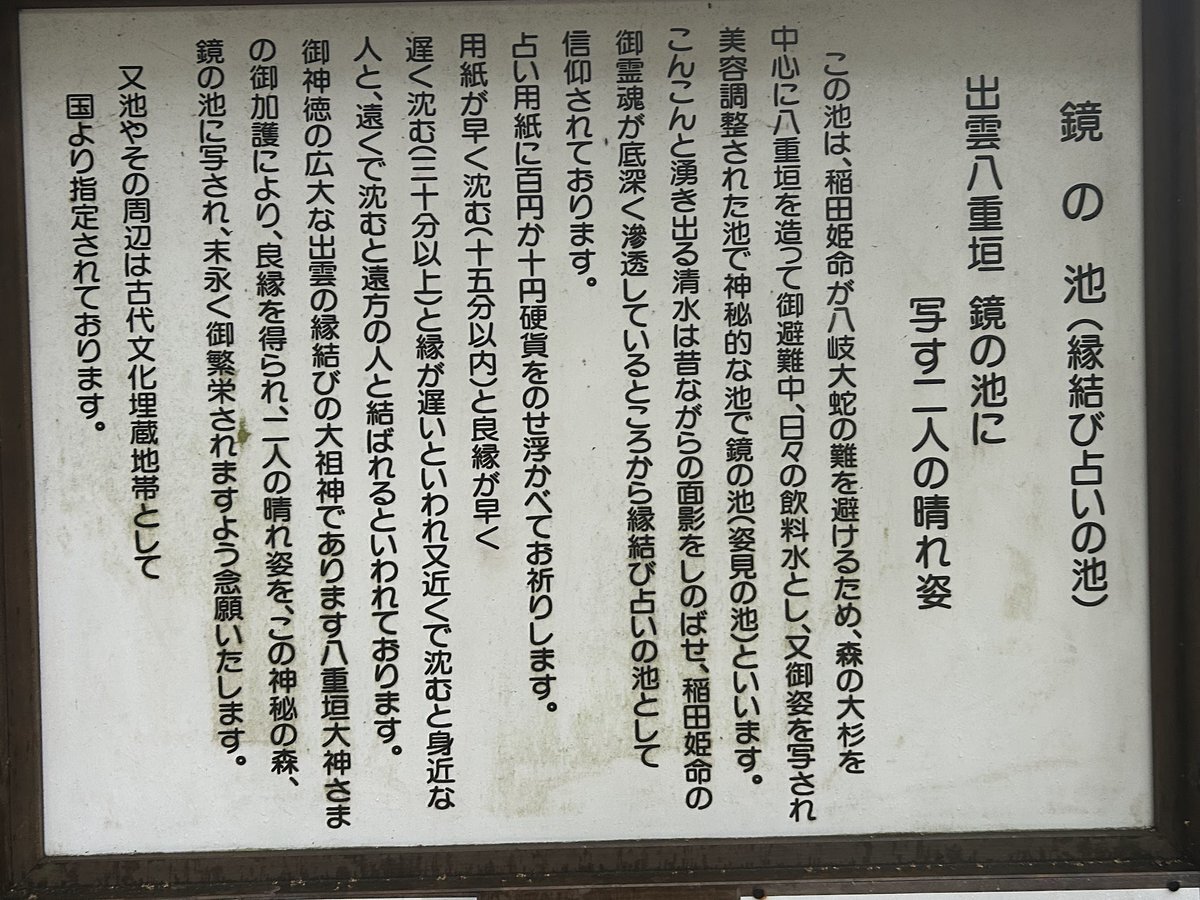 鏡の池(縁結び占いの池)
出雲八重垣 鏡の池に
写す二人の晴れ姿
この池は、稲田姫命が八岐大蛇の難を避けるため、森の大杉を
中心に八重垣を造って御避難中、日々の飲料水とし、又御姿を写され
美容調整された池で神秘的な池で鏡の池(姿見の池)といいます。
こんこんと湧き出る清水は昔ながらの面影をしのばせ、稲田姫命の
御霊魂が底深く滲透しているところから縁結び占いの池として
信仰されております。
占い用紙に百円か十円硬貨をのせ浮かべてお祈りします。
用紙が早く沈む(十五分以内)と良縁が早く
遅く沈む(三十分以上)と縁が遅いといわれ又近くで沈むと身近な
人と、遠くで沈むと遠方の人と結ばれるといわれております。
御神徳の広大な出雲の縁結びの大祖神であります八重垣大神さま
の御加護により、良縁を得られ、二人の晴れ姿を、この神秘の森、
鏡の池に写され、末永く御繁栄されますよう念願いたします。
又池やその周辺は古代文化埋蔵地帯として
国より指定されております。